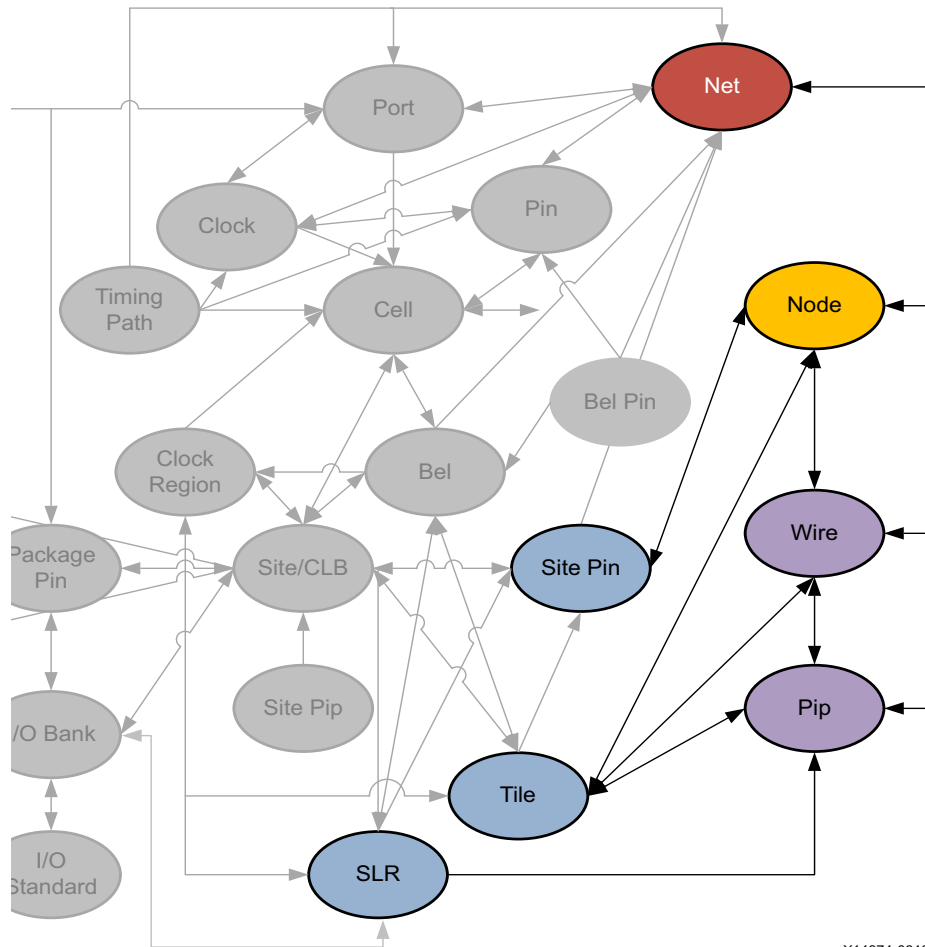 Net
Port
Pin
Clock
Timing
Path
Cell
Node
Bel Pin
Clock
Region
Bel
Wire
Package
Pin
Site/CLB
Site Pin
Site Pip
Pip
/O Bank
Tile
I/O
Standard
SLR